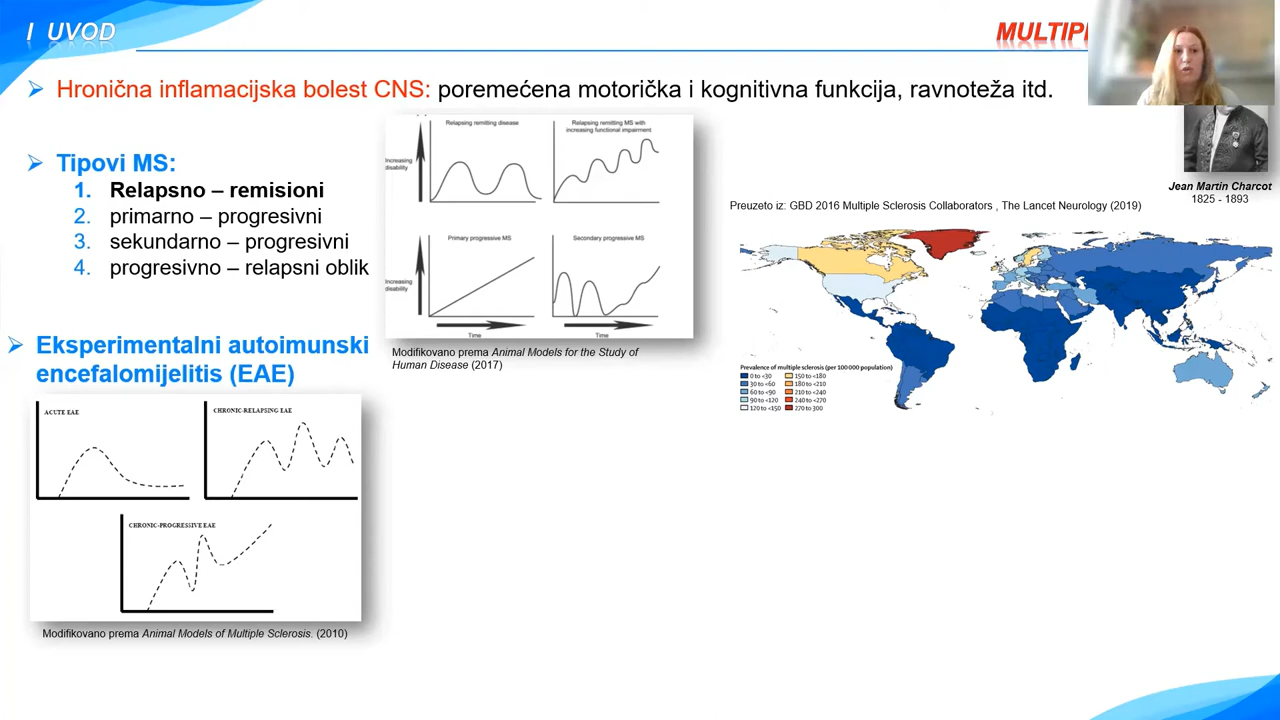 I UVOD
MULTIP
➢ Hronična inflamacijska bolest CNS: poremećena motorička i kognitivna funkcija, ravnoteža itd.
➢ Tipovi MS:
1. Relapsno – remisioni
2. primarno – progresivni
3. sekundarno – progresivni
4. progresivno – relapsni oblik
Relapsing remitting disease
Increasing
disability
Relapsing remitting MS with
increasing functional impairment
Primary progressive MS
Increasing
disability
Time
Secondary progressive MS
Time
Modifikovano prema Animal Models for the Study of
Human Disease (2017)
Jean Martin Charcot
1825 - 1893
Preuzeto iz: GBD 2016 Multiple Sclerosis Collaborators , The Lancet Neurology (2019)
Prevalence of multiple sclerosis (per 100 000 population)
0 to <30
30 to <60
60 to <90
90 to <120
120 to <150
150 to <180
180 to <210
210 to <240
240 to <270
270 to 300
➢ Eksperimentalni autoimunski
encefalomijelitis (EAE)
ACUTE EAE
CHRONIC-RELAPSING EAE
CHRONIC-PROGRESSIVE EAE
Modifikovano prema Animal Models of Multiple Sclerosis. (2010)